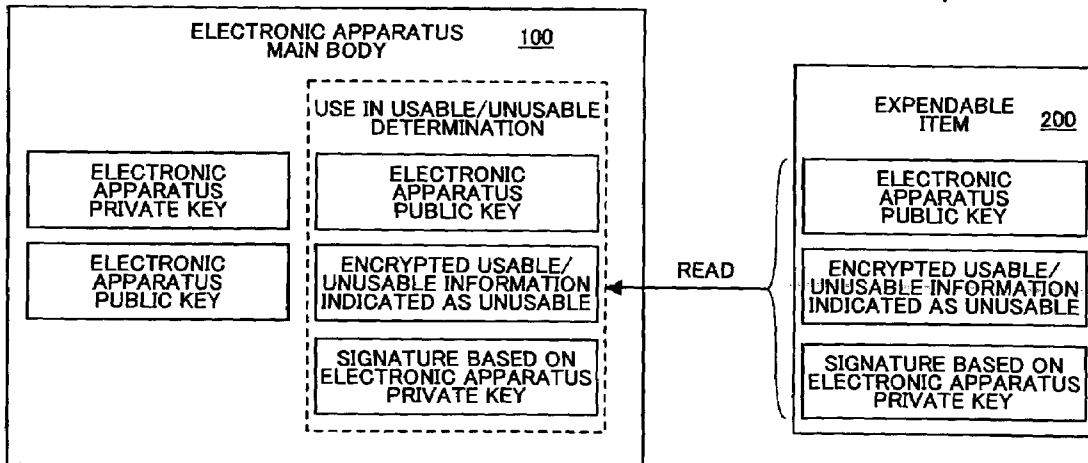 ELECTRONIC APPARATUS
MAIN BODY
100
USE IN USABLE/UNUSABLE
DETERMINATION
ELECTRONIC
APPARATUS
PRIVATE KEY
ELECTRONIC
APPARATUS
PUBLIC KEY
ELECTRONIC
APPARATUS
PUBLIC KEY
ENCRYPTED USABLE/
UNUSABLE INFORMATION
INDICATED AS UNUSABLE
SIGNATURE BASED ON
ELECTRONIC APPARATUS
PRIVATE KEY
READ
EXPENDABLE
ITEM
200
ELECTRONIC
APPARATUS
PUBLIC KEY
ENCRYPTED USABLE/
UNUSABLE INFORMATION
INDICATED AS UNUSABLE
SIGNATURE BASED ON
ELECTRONIC APPARATUS
PRIVATE KEY